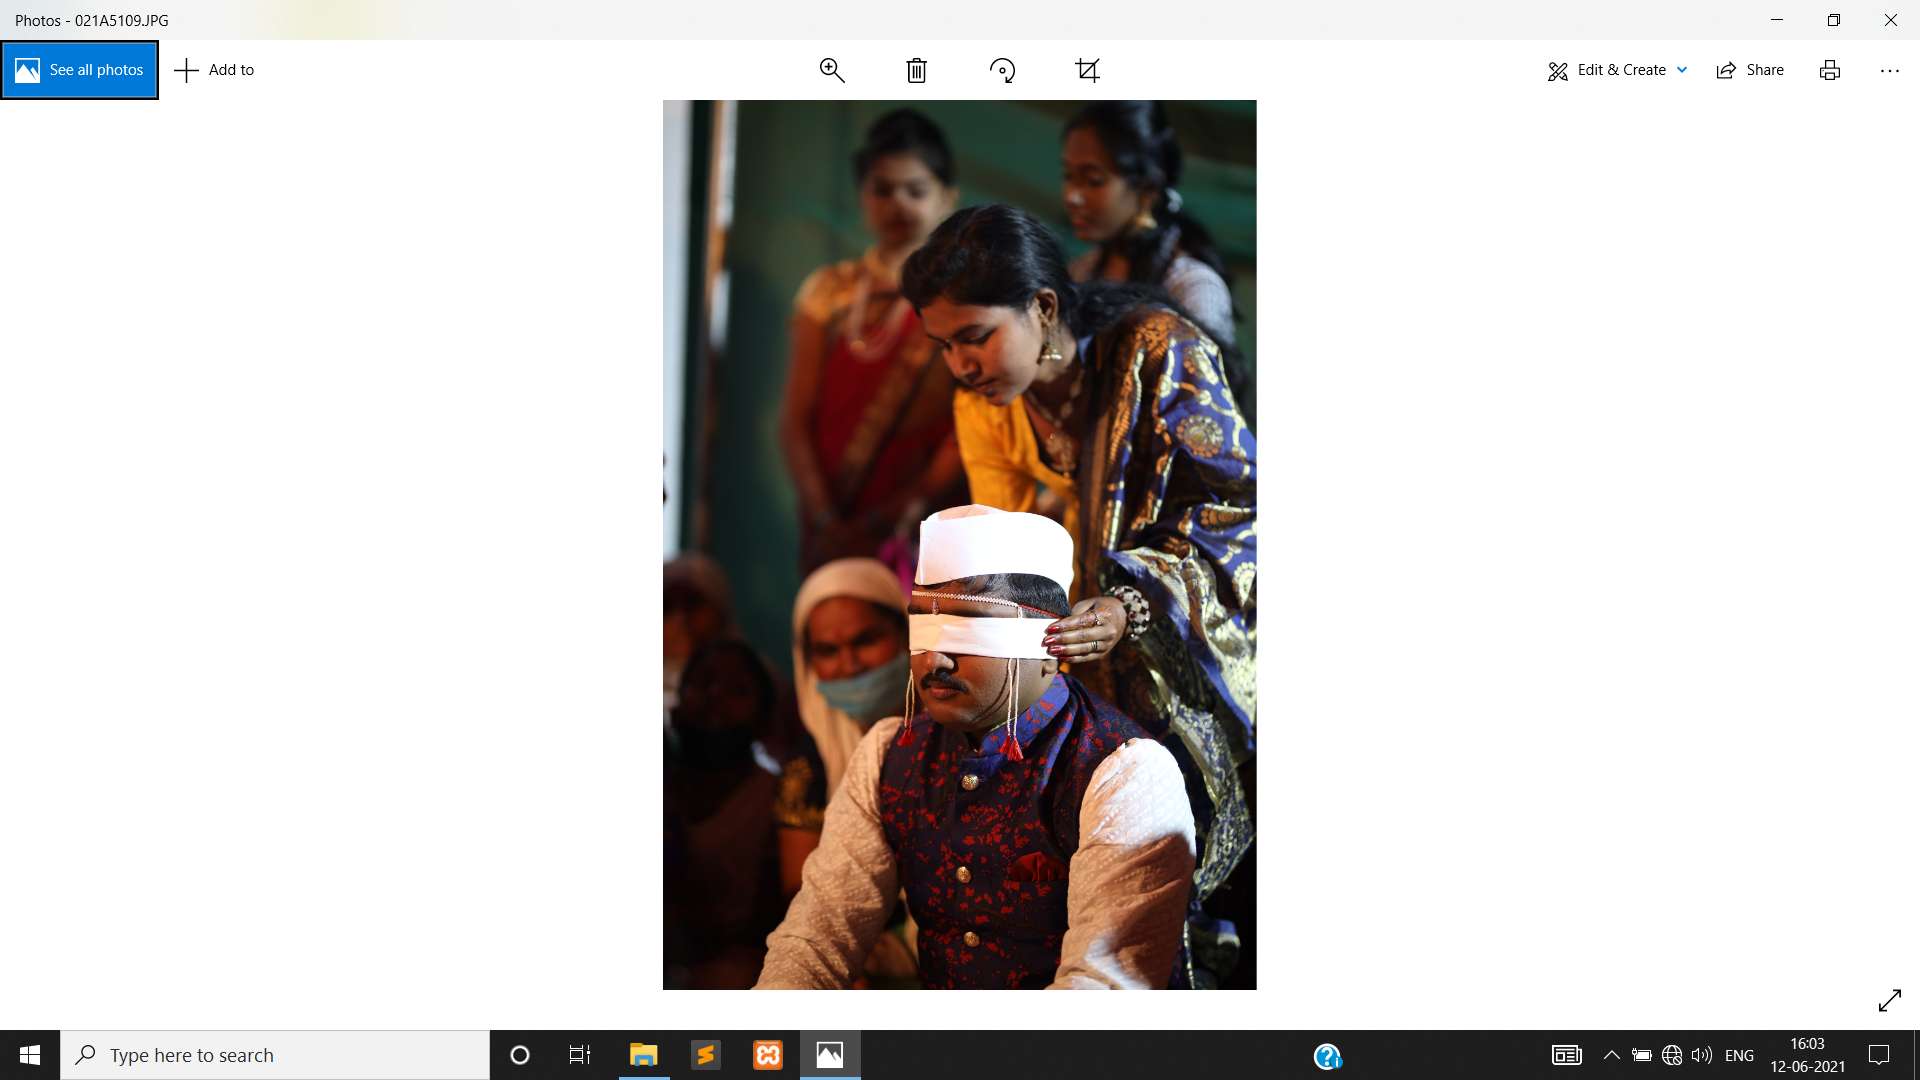 Photos - 021A5109.JPG
See all photos
Add to
Edit & Create
Share
Type here to search
ENG
16:03
12-06-2021